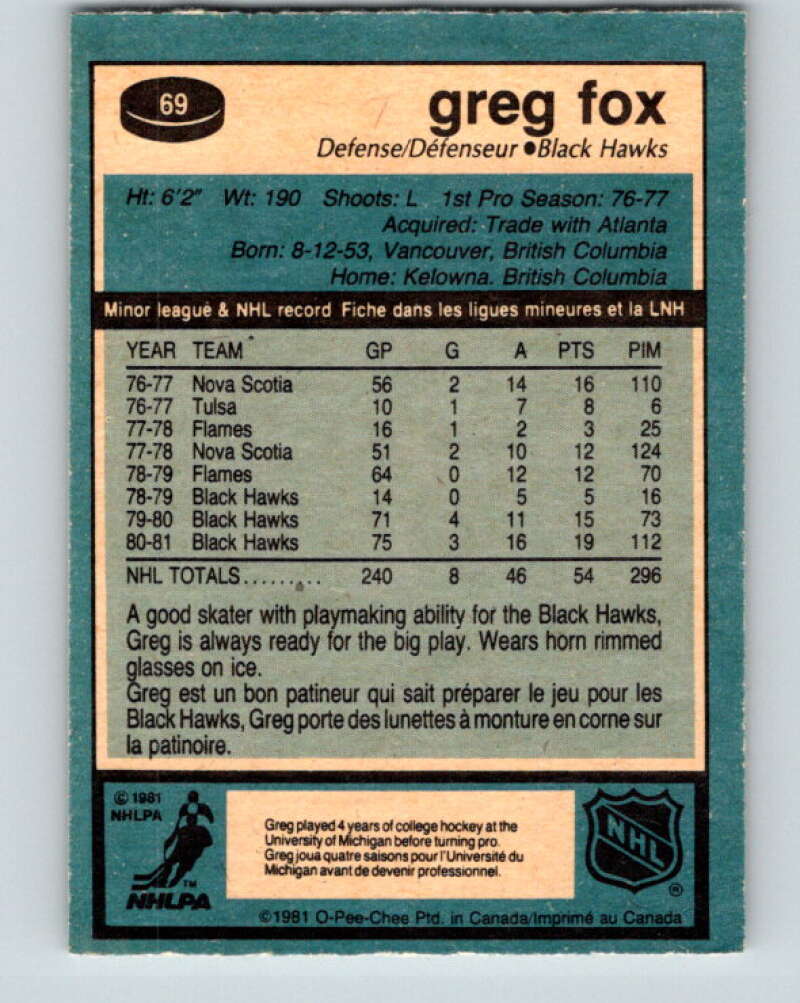 69
greg fox
Defense/Défenseur ●Black Hawks
Ht: 6'2" Wt: 190 Shoots: L 1st Pro Season: 76-77
Acquired: Trade with Atlanta
Born: 8-12-53, Vancouver, British Columbia
Home: Kelowna. British Columbia
Minor league & NHL record Fiche dans les ligues mineures et la LNH
YEAR TEAM GP G A PTS PIM
76-77 Nova Scotia 56 2 14 16 110
76-77 Tulsa 10 1 7 8 6
77-78 Flames 16 1 2 3 25
77-78 Nova Scotia 51 2 10 12 124
78-79 Flames 64 0 12 12 70
78-79 Black Hawks 14 0 5 5 16
79-80 Black Hawks 71 4 11 15 73
80-81 Black Hawks 75 3 16 19 112
NHL TOTALS......... 240 8 46 54 296
A good skater with playmaking ability for the Black Hawks,
Greg is always ready for the big play. Wears horn rimmed
glasses on ice.
Greg est un bon patineur qui sait préparer le jeu pour les
Black Hawks, Greg porte des lunettes à monture en corne sur
la patinoire.
© 1981
NHLPA
Greg played 4 years of college hockey at the
University of Michigan before turning pro.
Greg joua quatre saisons pour l'Université du
Michigan avant de devenir professionnel.
TM
NHLPA
NHL
®
©1981 O-Pee-Chee Ptd. in Canada/Imprimé au Canada